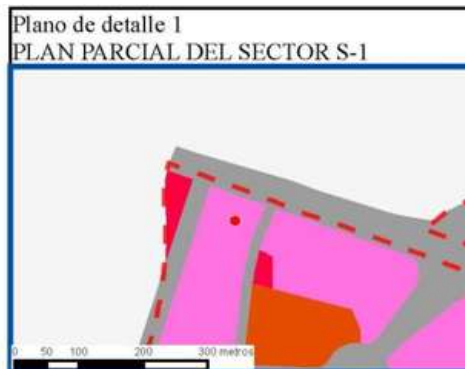 Plano de detalle 1
PLAN PARCIAL DEL SECTOR S-1
0 50 100 200 300 metros